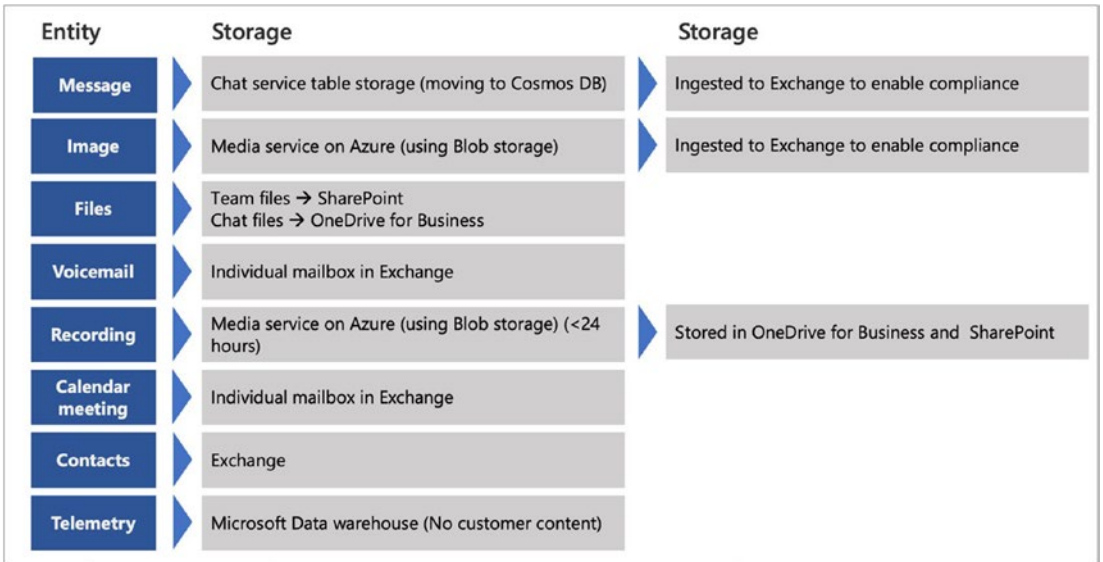 Entity Storage Storage
Message Chat service table storage (moving to Cosmos DB) Ingested to Exchange to enable compliance
Image Media service on Azure (using Blob storage) Ingested to Exchange to enable compliance
Files
Team files → SharePoint
Chat files → OneDrive for Business
Voicemail Individual mailbox in Exchange
Recording
Media service on Azure (using Blob storage) (<24
hours)
Stored in OneDrive for Business and SharePoint
Calendar
meeting
Individual mailbox in Exchange
Contacts Exchange
Telemetry Microsoft Data warehouse (No customer content)